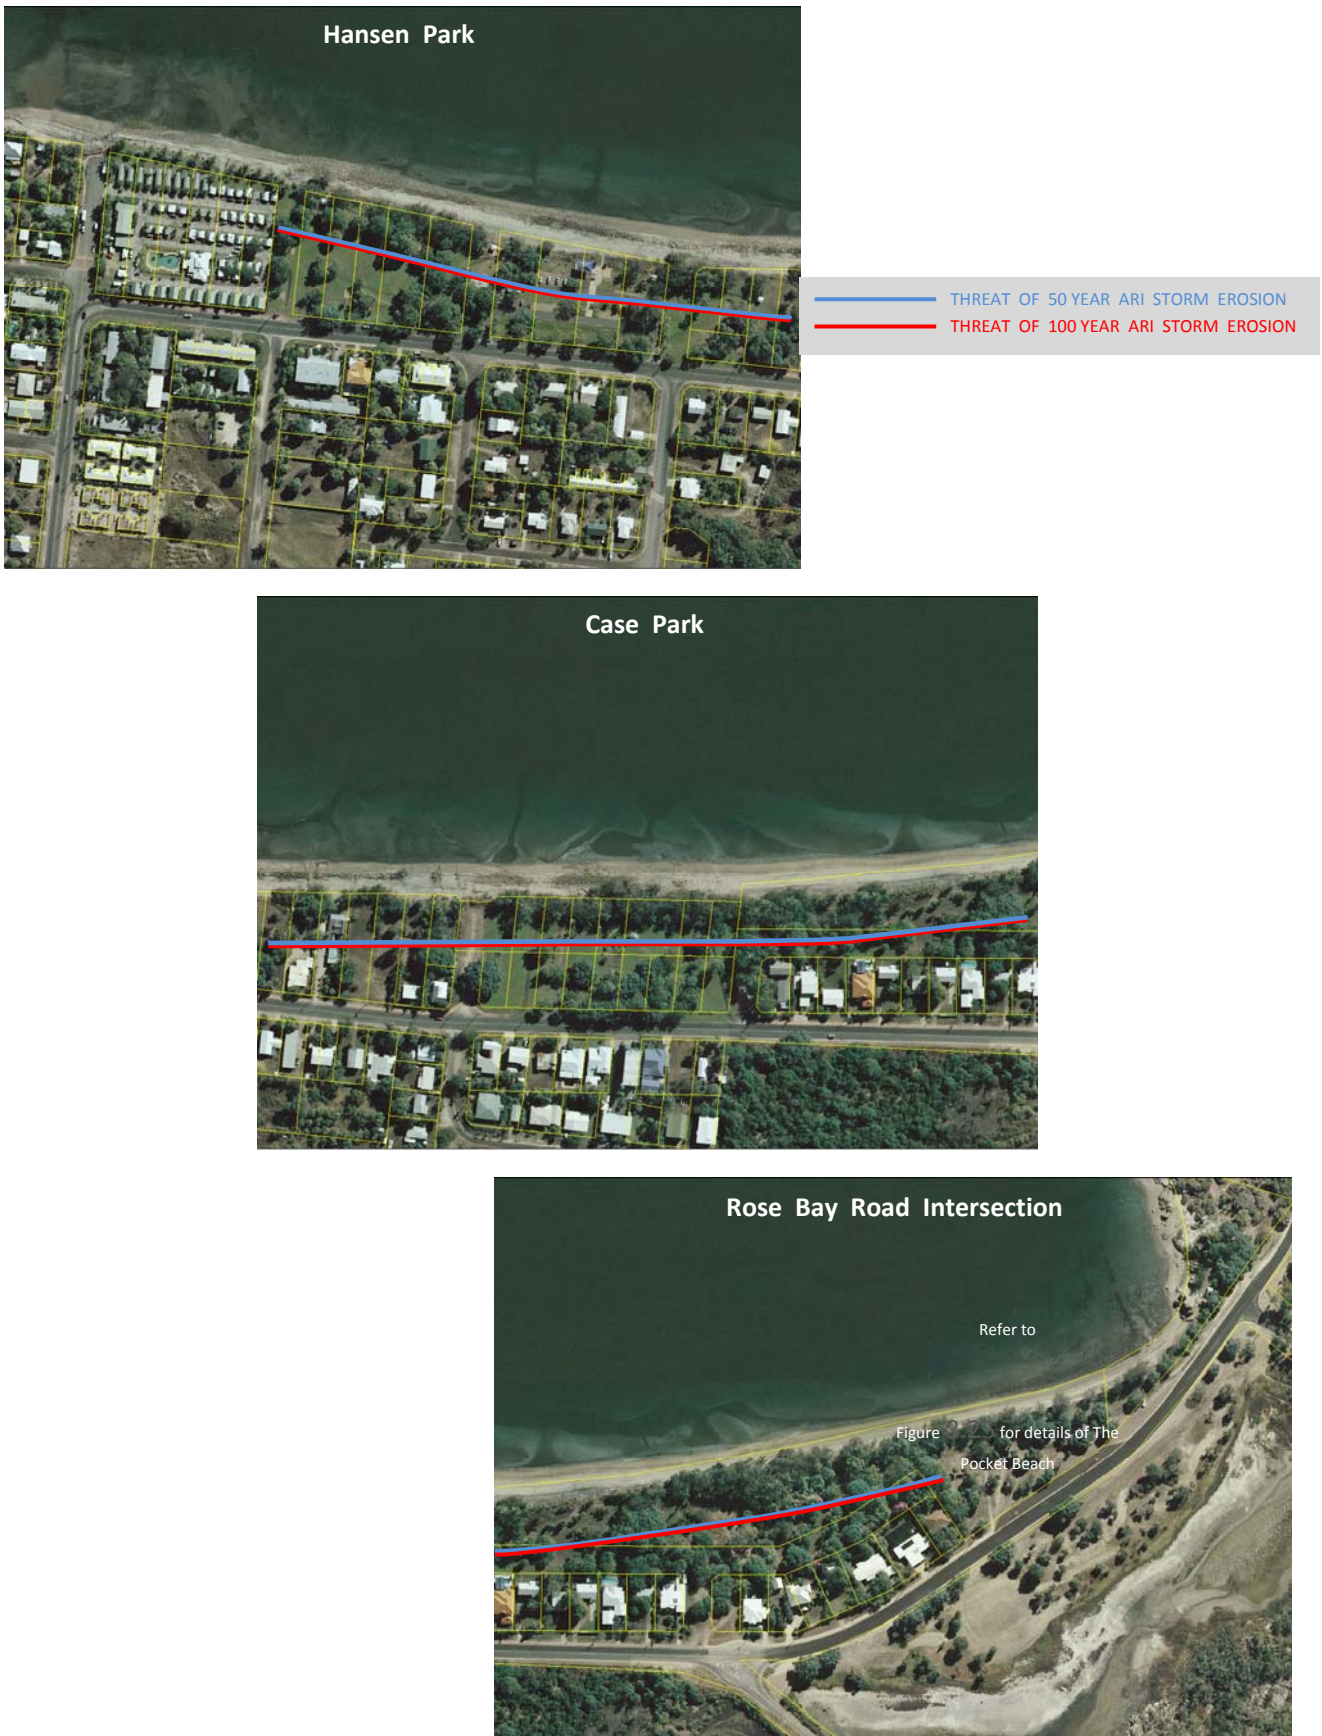 Hansen Park
THREAT OF 50 YEAR ARI STORM EROSION
THREAT OF 100 YEAR ARI STORM EROSION
Case Park
Rose Bay Road Intersection
Refer to
Figure for details of The
Pocket Beach